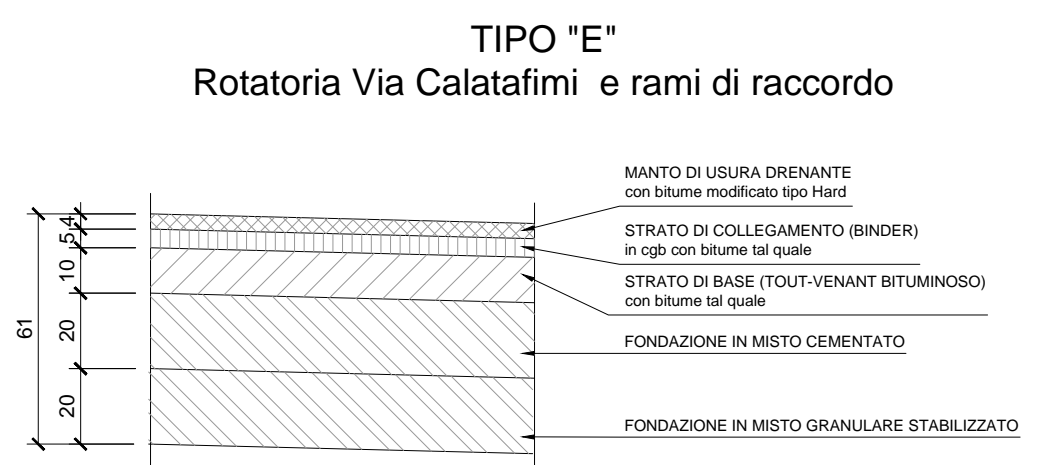 TIPO "E"
Rotatoria Via Calatafimi e rami di raccordo
MANTO DI USURA DRENANTE
con bitume modificato tipo Hard
STRATO DI COLLEGAMENTO (BINDER)
in cgb con bitume tal quale
STRATO DI BASE (TOUT-VENANT BITUMINOSO)
con bitume tal quale
FONDAZIONE IN MISTO CEMENTATO
FONDAZIONE IN MISTO GRANULARE STABILIZZATO
4
5
10
20
20
61